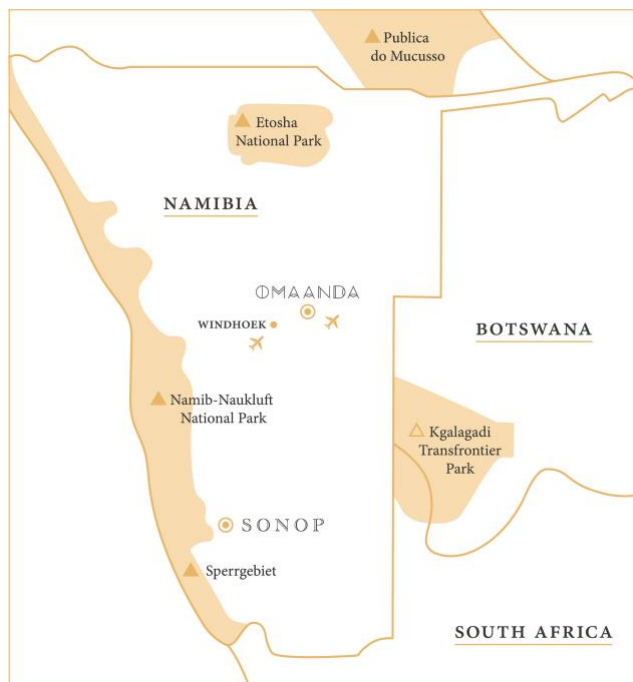 Publica
do Mucusso
Etosha
National Park
NAMIBIA
OMAANDA
WINDHOEK
BOTSWANA
Namib-Naukluft
National Park
Kgalagadi
Transfrontier
Park
SONOP
Sperrgebiet
SOUTH AFRICA